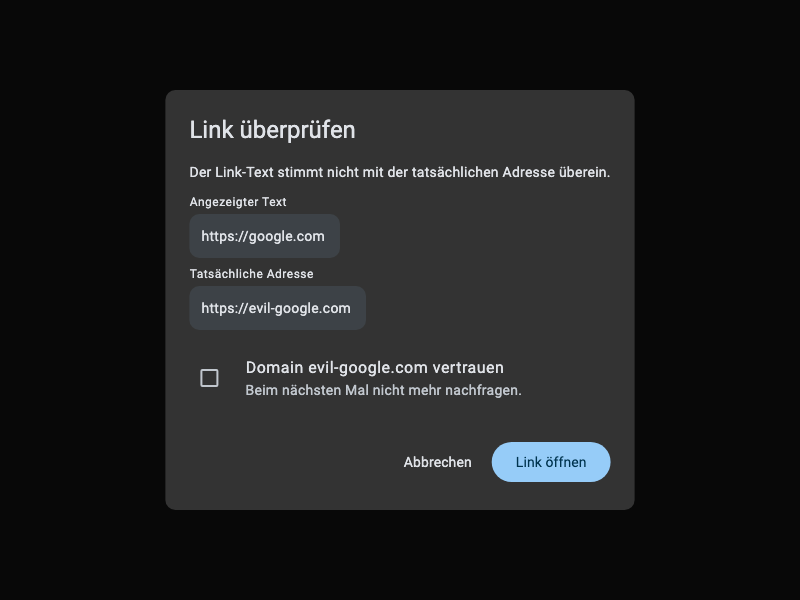 Link überprüfen
Der Link-Text stimmt nicht mit der tatsächlichen Adresse überein.
Angezeigter Text
https://google.com
Tatsächliche Adresse
https://evil-google.com
Domain evil-google.com vertrauen
Beim nächsten Mal nicht mehr nachfragen.
Abbrechen Link öffnen